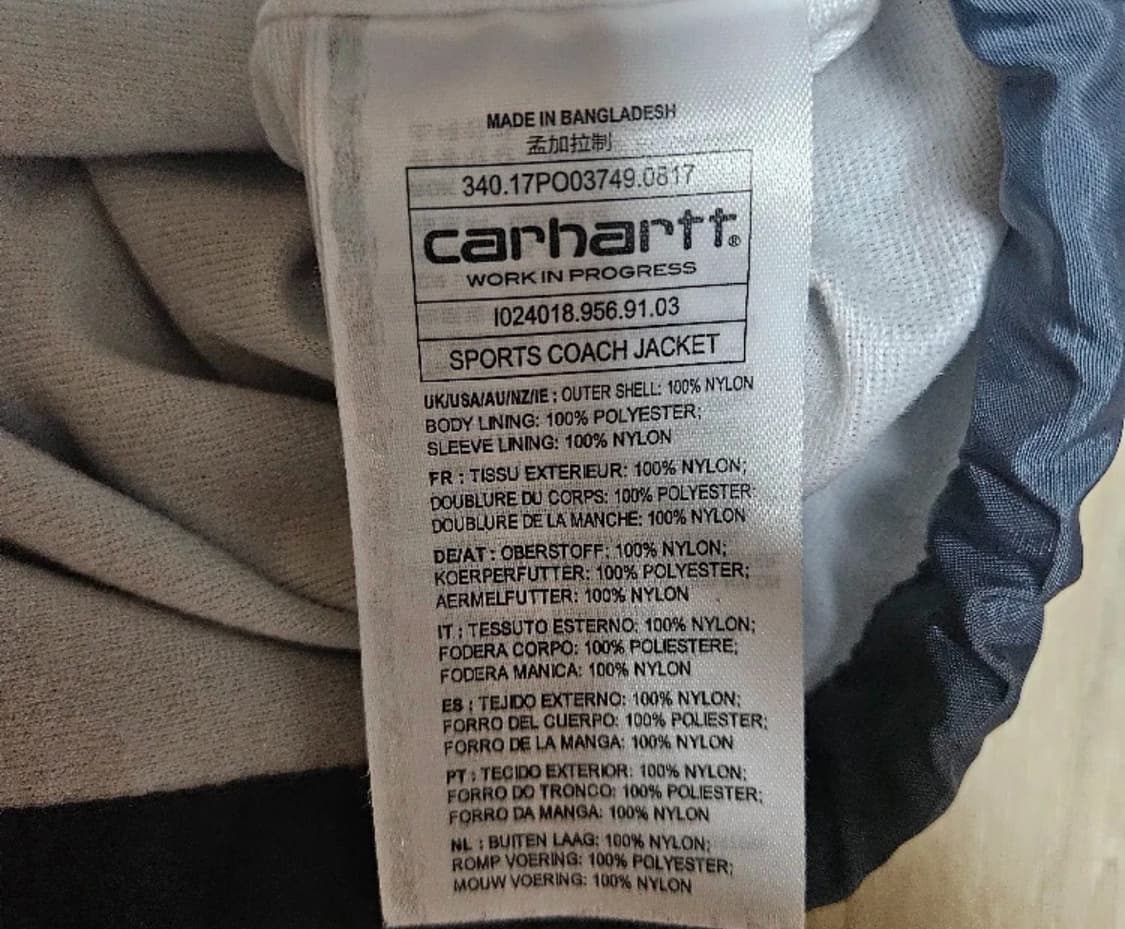 MADE IN BANGLADESH
孟加拉制
340.17PO03749.0817
carhartt®
WORK IN PROGRESS
I024018.956.91.03
SPORTS COACH JACKET
UK/USA/AU/NZ/IE : OUTER SHELL: 100% NYLON
BODY LINING: 100% POLYESTER;
SLEEVE LINING: 100% NYLON
FR : TISSU EXTERIEUR: 100% NYLON;
DOUBLURE DU CORPS: 100% POLYESTER;
DOUBLURE DE LA MANCHE: 100% NYLON
DE/AT : OBERSTOFF: 100% NYLON;
KOERPERFUTTER: 100% POLYESTER;
AERMELFUTTER: 100% NYLON
IT : TESSUTO ESTERNO: 100% NYLON;
FODERA CORPO: 100% POLIESTERE;
FODERA MANICA: 100% NYLON
ES : TEJIDO EXTERNO: 100% NYLON;
FORRO DEL CUERPO: 100% POLIESTER;
FORRO DE LA MANGA: 100% NYLON
PT : TECIDO EXTERIOR: 100% NYLON;
FORRO DO TRONCO: 100% POLIESTER;
FORRO DA MANGA: 100% NYLON
NL : BUITEN LAAG: 100% NYLON;
ROMP VOERING: 100% POLYESTER;
MOUW VOERING: 100% NYLON